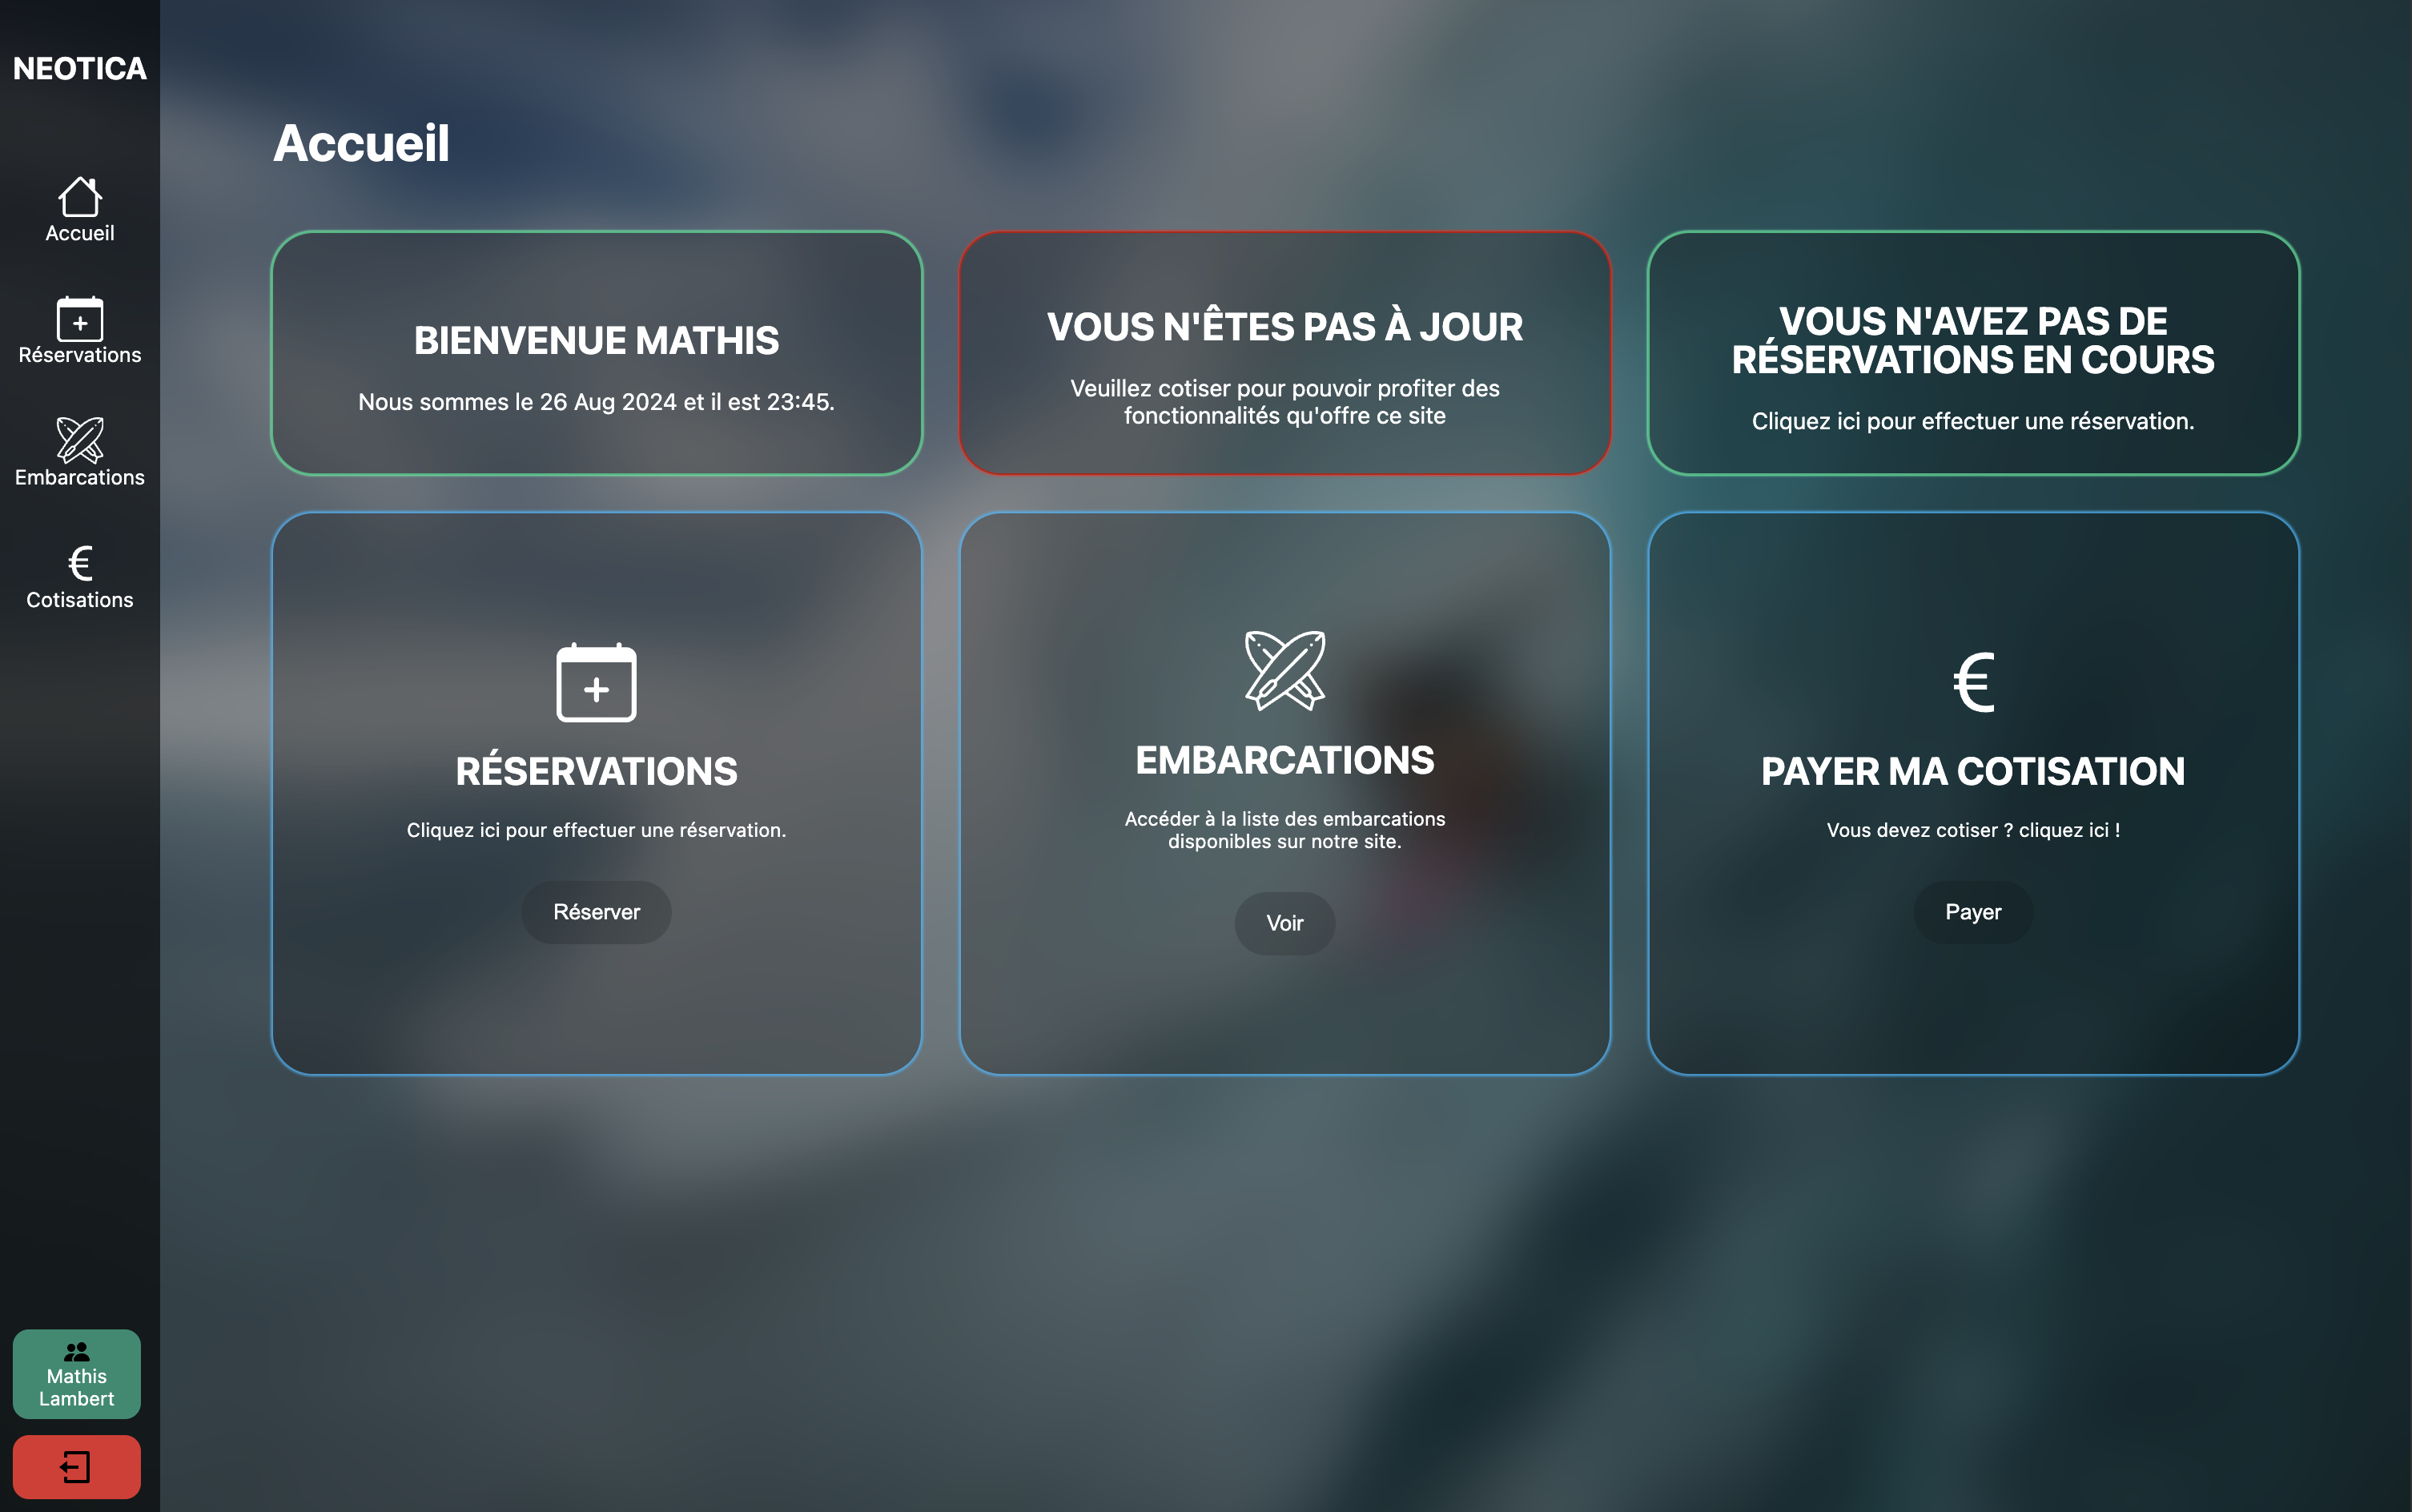 NEOTICA
Accueil
Réservations
Embarcations
€
Cotisations
Mathis
Lambert
Accueil
BIENVENUE MATHIS
Nous sommes le 26 Aug 2024 et il est 23:45.
VOUS N'ÊTES PAS À JOUR
Veuillez cotiser pour pouvoir profiter des
fonctionnalités qu'offre ce site
VOUS N'AVEZ PAS DE
RÉSERVATIONS EN COURS
Cliquez ici pour effectuer une réservation.
RÉSERVATIONS
Cliquez ici pour effectuer une réservation.
Réserver
EMBARCATIONS
Accéder à la liste des embarcations
disponibles sur notre site.
Voir
€
PAYER MA COTISATION
Vous devez cotiser ? cliquez ici !
Payer